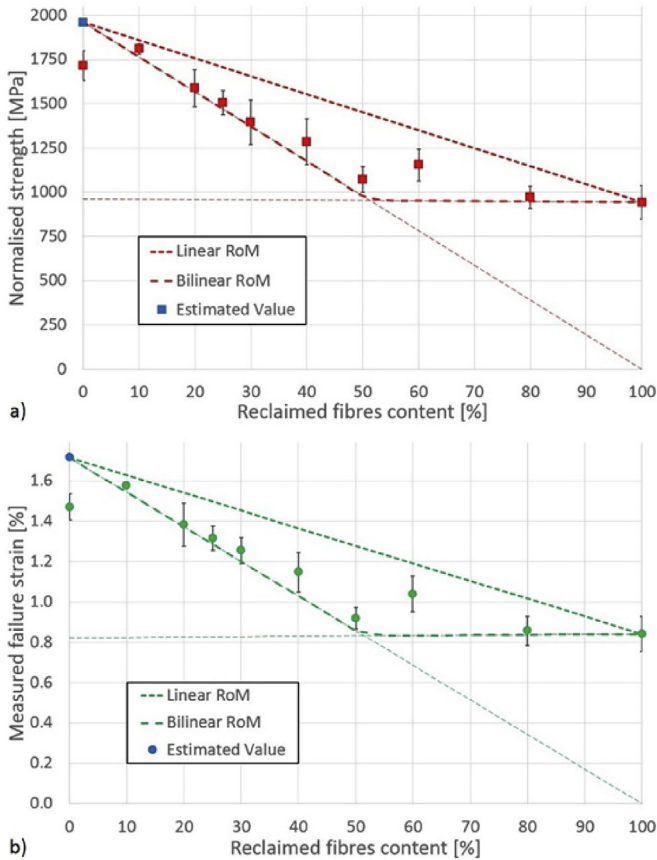 2000
1750
1500
1250
1000
750
500
250
0
Normalised strength [MPa]
Linear RoM
Bilinear RoM
Estimated Value
0 10 20 30 40 50 60 70 80 90 100
Reclaimed fibres content [%]
a)
1.6
1.4
1.2
1.0
0.8
0.6
0.4
0.2
0.0
Measured failure strain [%]
Linear RoM
Bilinear RoM
Estimated Value
0 10 20 30 40 50 60 70 80 90 100
Reclaimed fibres content [%]
b)